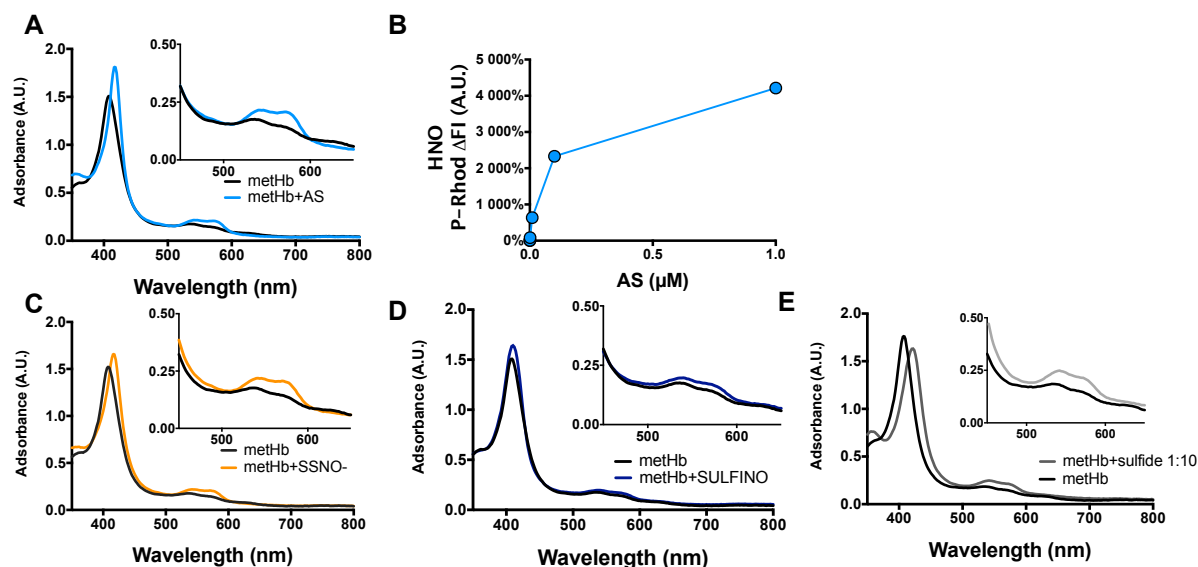 A
Adsorbance (A.U.)
2.0
1.5
1.0
0.5
0.0
400 500 600 700 800
Wavelength (nm)
0.50
0.25
0.00
500 600
metHb
metHb+AS
B
HNO
P-Rhod ΔFI (A.U.)
5 000%
4 000%
3 000%
2 000%
1 000%
0%
0.0 0.5 1.0
AS (µM)
C
Adsorbance (A.U.)
2.0
1.5
1.0
0.5
0.0
400 500 600 700 800
Wavelength (nm)
0.50
0.25
0.00
500 600
metHb
metHb+SSNO-
D
Adsorbance (A.U.)
2.0
1.5
1.0
0.5
0.0
400 500 600 700 800
Wavelength (nm)
0.50
0.25
0.00
500 600
metHb
metHb+SULFINO
E
Adsorbance (A.U.)
2.0
1.5
1.0
0.5
0.0
400 500 600 700 800
Wavelength (nm)
0.50
0.25
0.00
500 600
metHb+sulfide 1:10
metHb